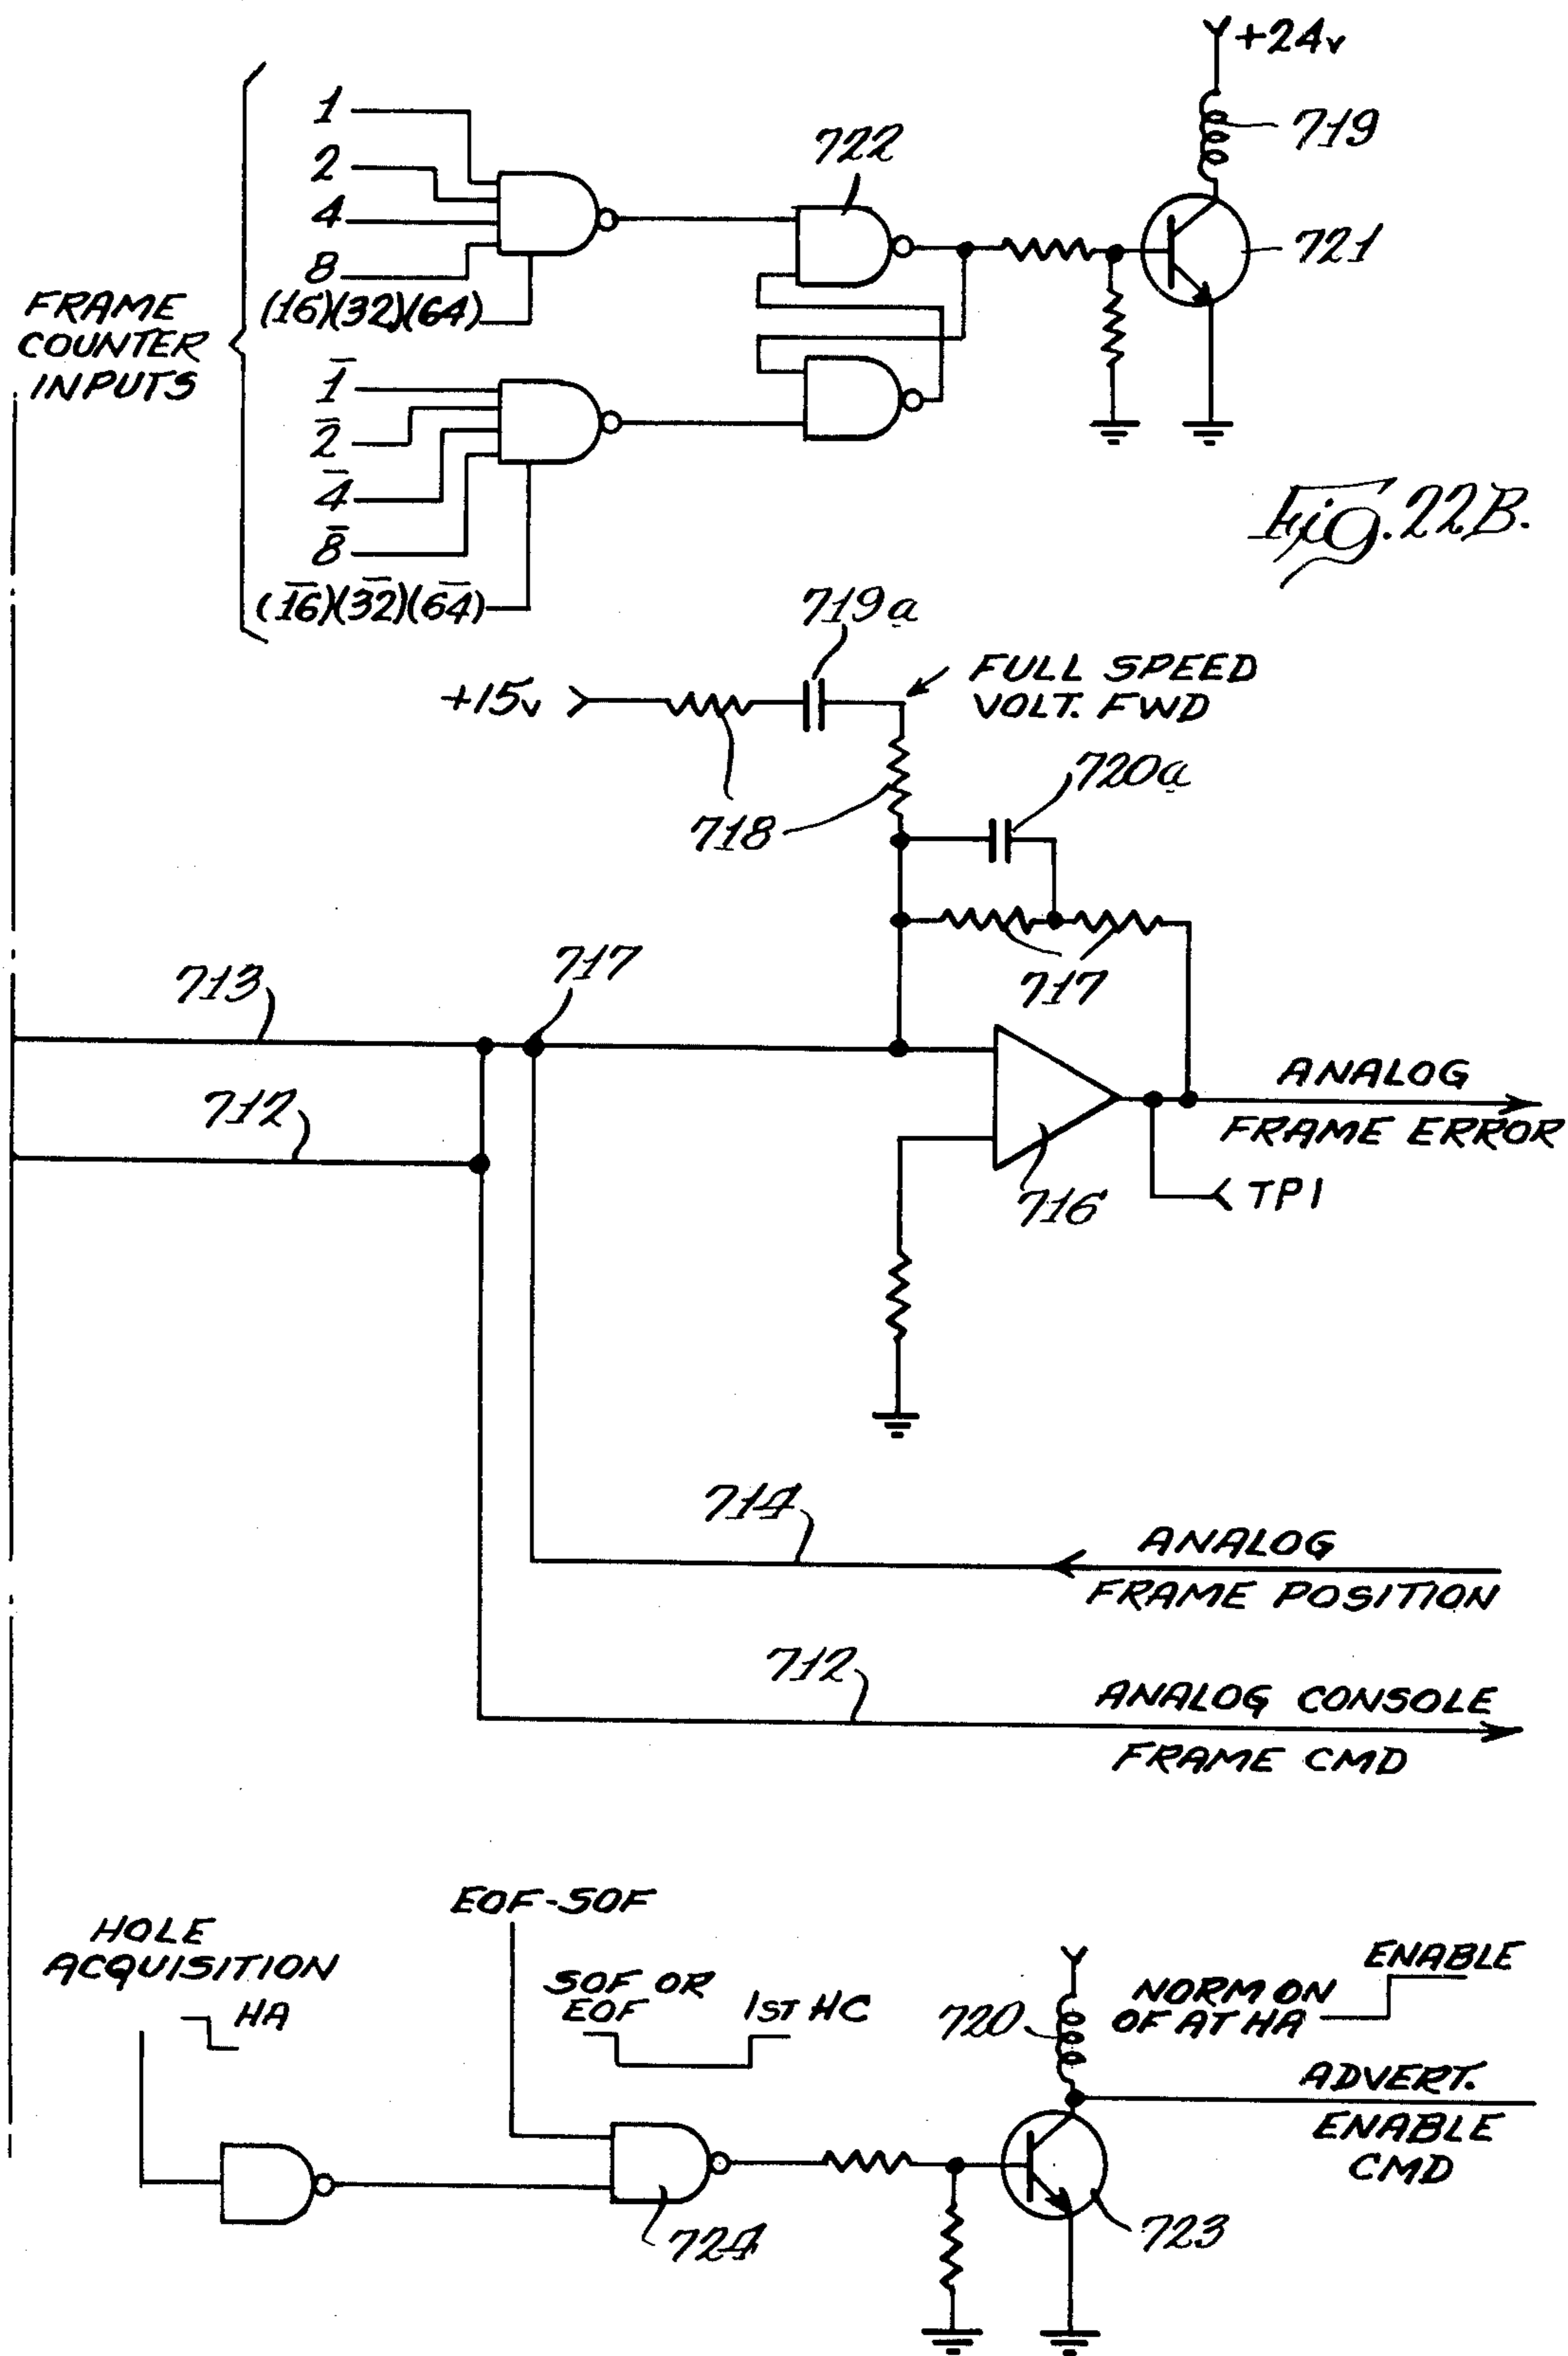 +24v
719
1
722
2
4
721
8
(16)(32)(64)
FRAME
COUNTER
INPUTS
1̅
2̅
4̅
8̅
(1̅6̅)(3̅2̅)(6̅4̅)
Fig. 22B.
719a
+15v
FULL SPEED
VOLT. FWD
720a
718
717
717
713
712
ANALOG
FRAME ERROR
TP1
716
714
ANALOG
FRAME POSITION
712
ANALOG CONSOLE
FRAME CMD
EOF-SOF
HOLE
ACQUISITION
HA
SOF OR
EOF
1ST HC
720
NORM ON
OF AT HA
ENABLE
ADVERT.
ENABLE
CMD
724
723